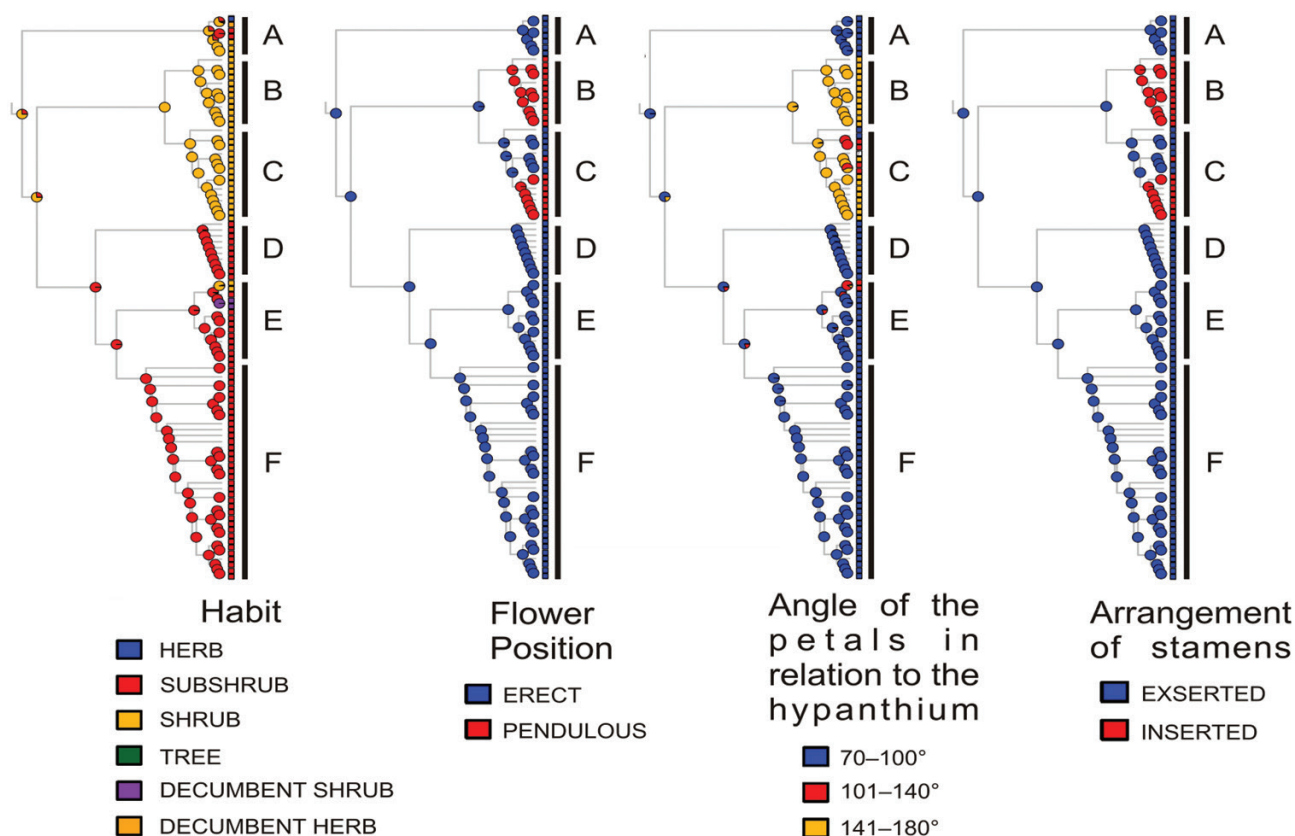 A
B
C
D
E
F
A
B
C
D
E
F
A
B
C
D
E
F
A
B
C
D
E
F
Habit
HERB
SUBSHRUB
SHRUB
TREE
DECUMBENT SHRUB
DECUMBENT HERB
Flower
Position
ERECT
PENDULOUS
Angle of the
petals in
relation to the
hypanthium
70–100°
101–140°
141–180°
Arrangement
of stamens
EXSERTED
INSERTED